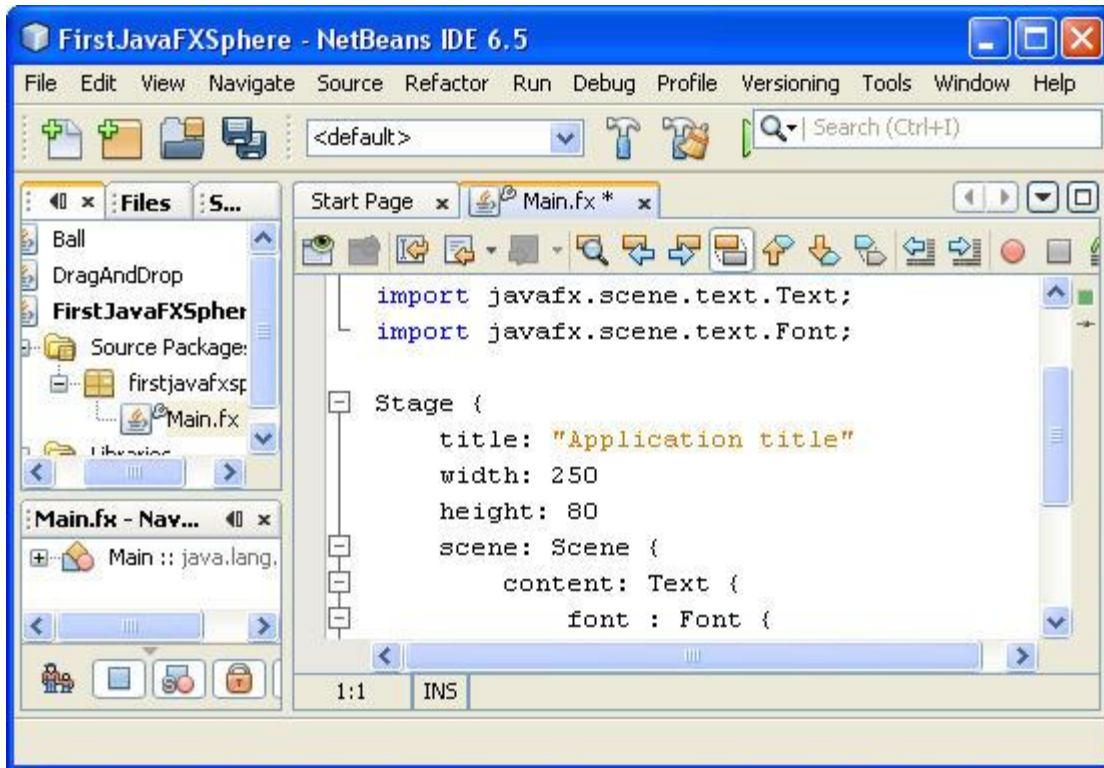 FirstJavaFXSphere - NetBeans IDE 6.5
File Edit View Navigate Source Refactor Run Debug Profile Versioning Tools Window Help
<default>
Search (Ctrl+I)
Files S...
Ball
DragAndDrop
FirstJavaFXSpher
Source Package
firstjavafxsp
Main.fx
Libraries
Main.fx - Nav...
Main :: java.lang.
Start Page Main.fx *
import javafx.scene.text.Text;
import javafx.scene.text.Font;
Stage {
title: "Application title"
width: 250
height: 80
scene: Scene {
content: Text {
font : Font {
1:1 INS